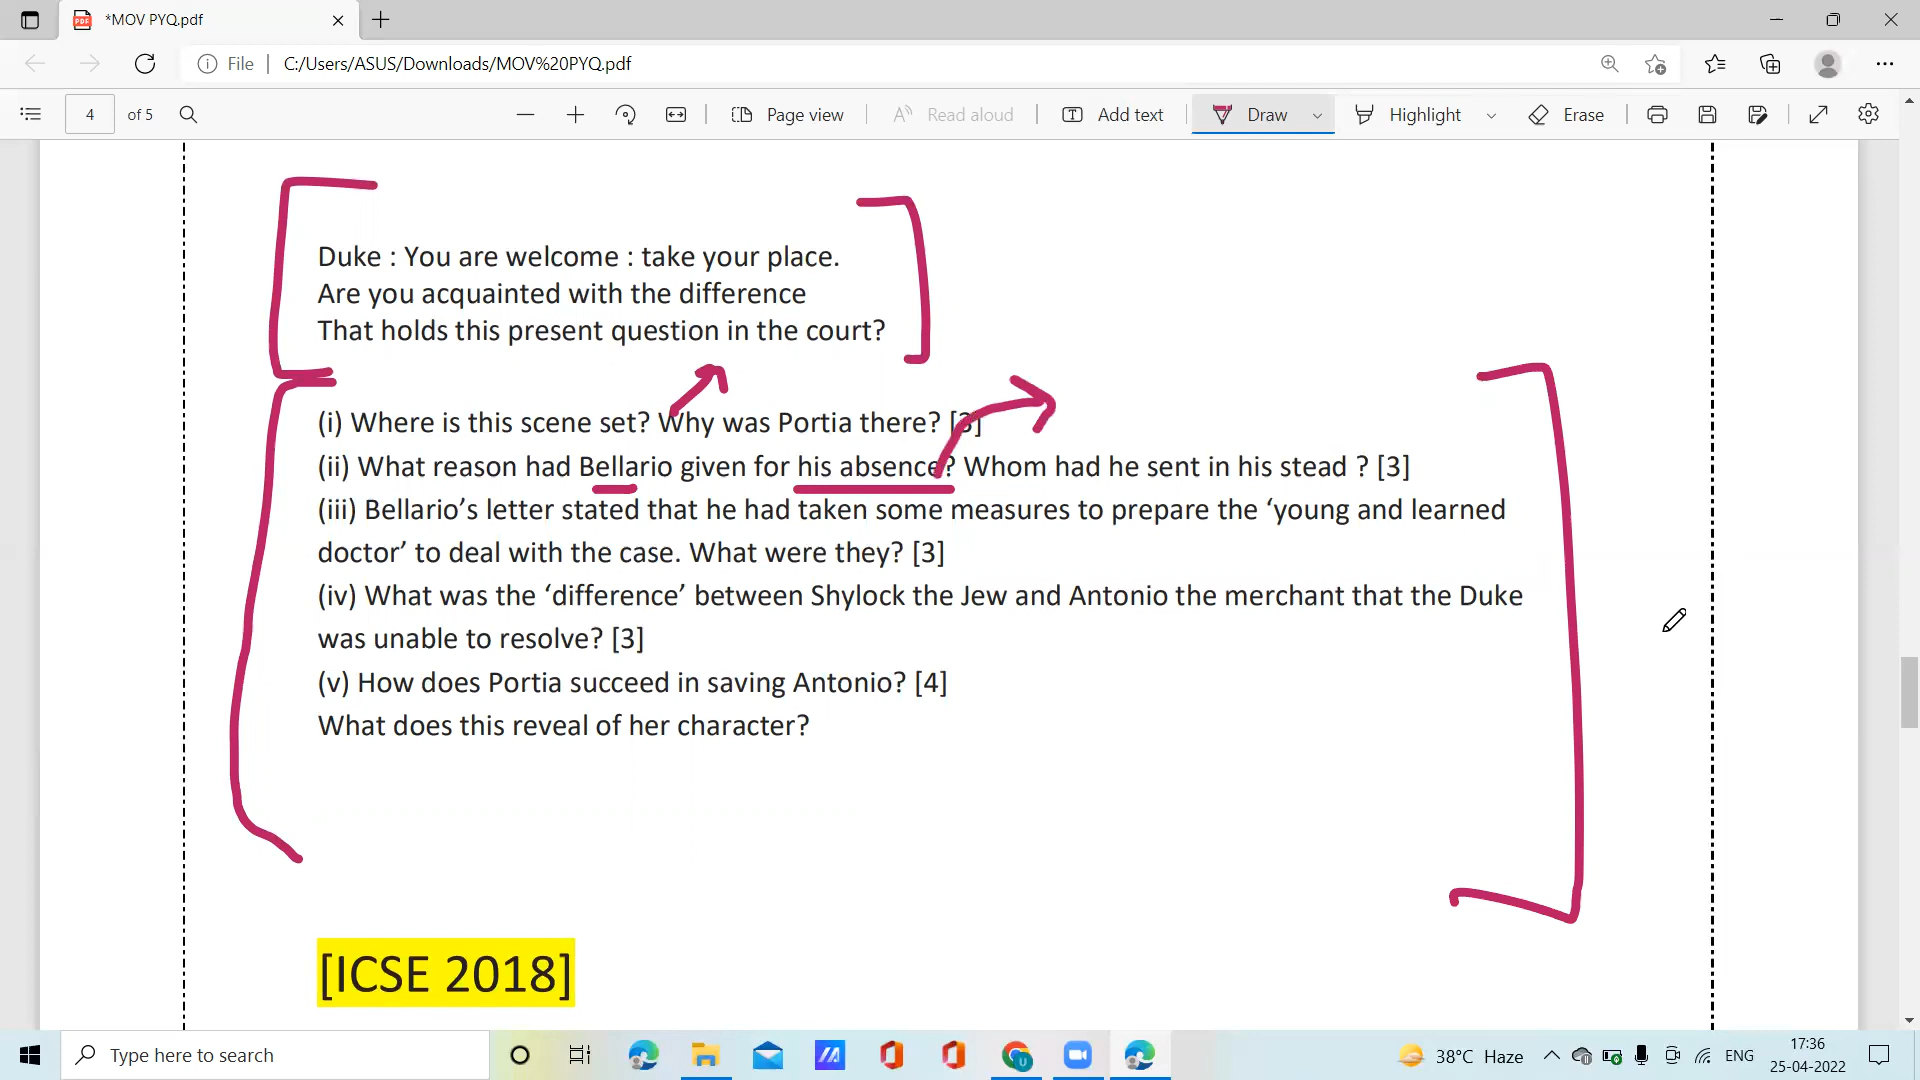 *MOV PYQ.pdf
File
C:/Users/ASUS/Downloads/MOV%20PYQ.pdf
4 of 5
Page view
Read aloud
Add text
Draw
Highlight
Erase
Duke : You are welcome : take your place.
Are you acquainted with the difference
That holds this present question in the court?
(i) Where is this scene set? Why was Portia there? [3]
(ii) What reason had Bellario given for his absence? Whom had he sent in his stead ? [3]
(iii) Bellario’s letter stated that he had taken some measures to prepare the ‘young and learned
doctor’ to deal with the case. What were they? [3]
(iv) What was the ‘difference’ between Shylock the Jew and Antonio the merchant that the Duke
was unable to resolve? [3]
(v) How does Portia succeed in saving Antonio? [4]
What does this reveal of her character?
[ICSE 2018]
Type here to search
38°C Haze
ENG
17:36
25-04-2022